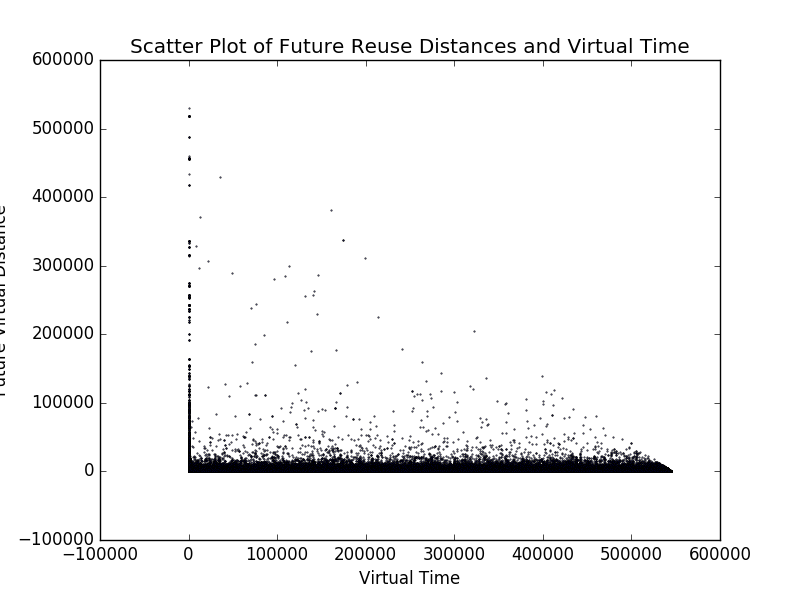 Scatter Plot of Future Reuse Distances and Virtual Time
600000
500000
400000
300000
200000
100000
0
−100000
Future Virtual Distance
−100000 0 100000 200000 300000 400000 500000 600000
Virtual Time